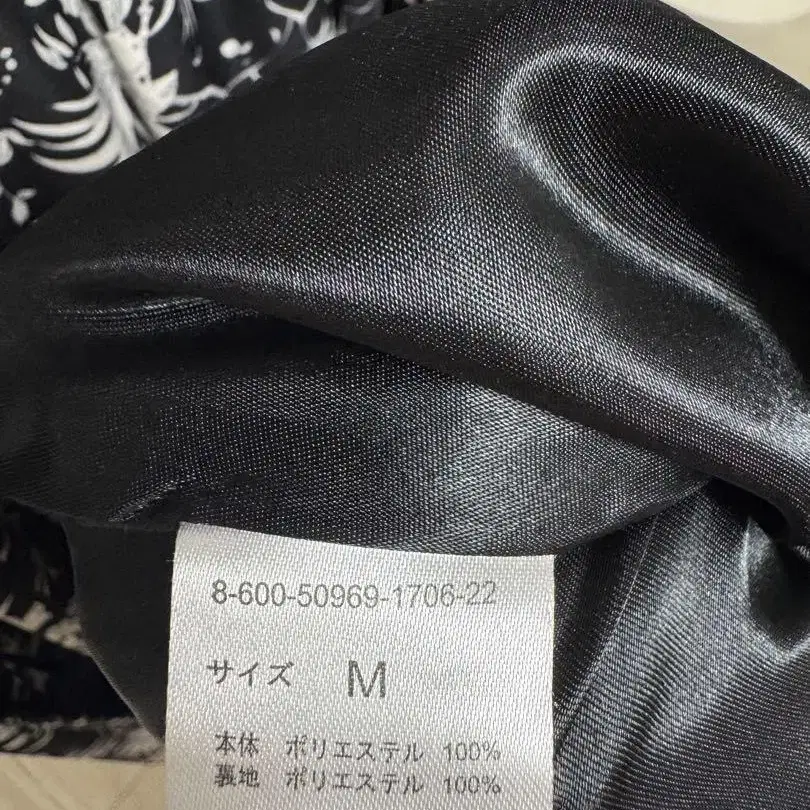 8-600-50969-1706-22
サイズ M
本体 ポリエステル 100%
裏地 ポリエステル 100%